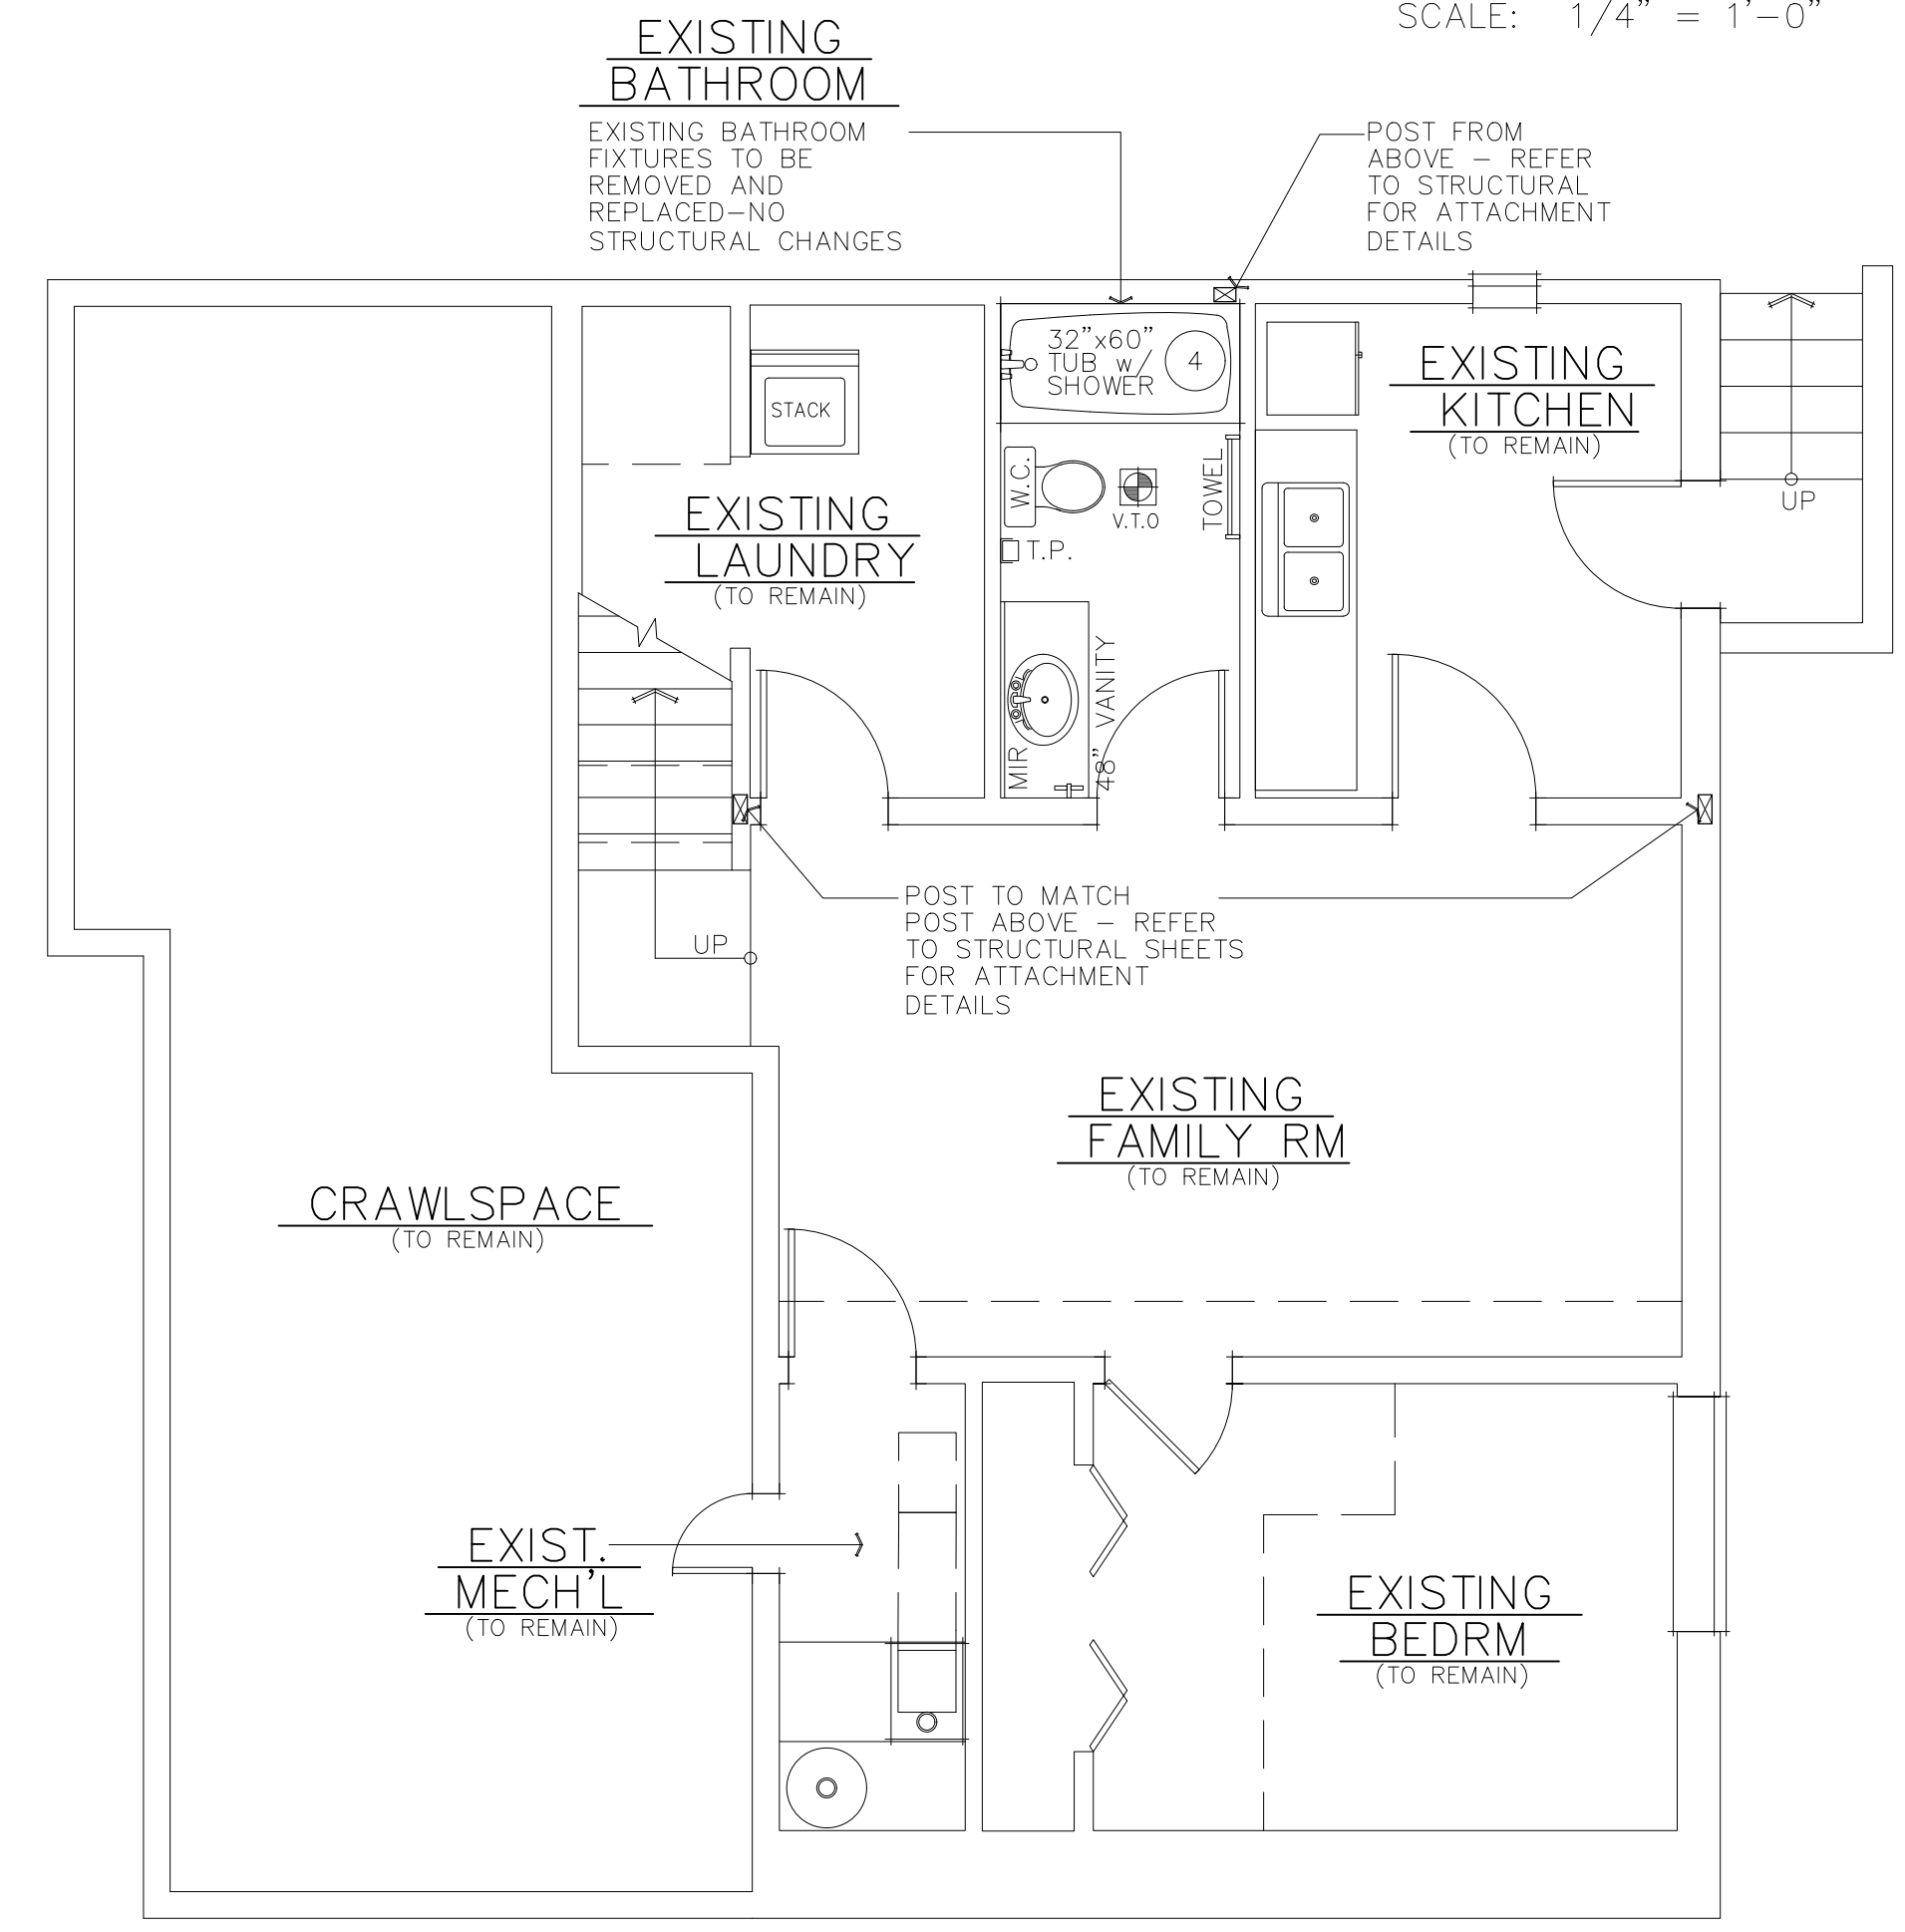 SCALE: 1/4" = 1'-0"
EXISTING
BATHROOM
EXISTING BATHROOM
FIXTURES TO BE
REMOVED AND
REPLACED-NO
STRUCTURAL CHANGES
POST FROM
ABOVE - REFER
TO STRUCTURAL
FOR ATTACHMENT
DETAILS
32"x60"
TUB w/
SHOWER
4
EXISTING
KITCHEN
(TO REMAIN)
STACK
W.C.
V.T.O
TOWEL
UP
EXISTING
LAUNDRY
(TO REMAIN)
T.P.
MIR
48" VANITY
POST TO MATCH
POST ABOVE - REFER
TO STRUCTURAL SHEETS
FOR ATTACHMENT
DETAILS
UP
EXISTING
FAMILY RM
(TO REMAIN)
CRAWLSPACE
(TO REMAIN)
EXIST.
MECH'L
(TO REMAIN)
EXISTING
BEDRM
(TO REMAIN)